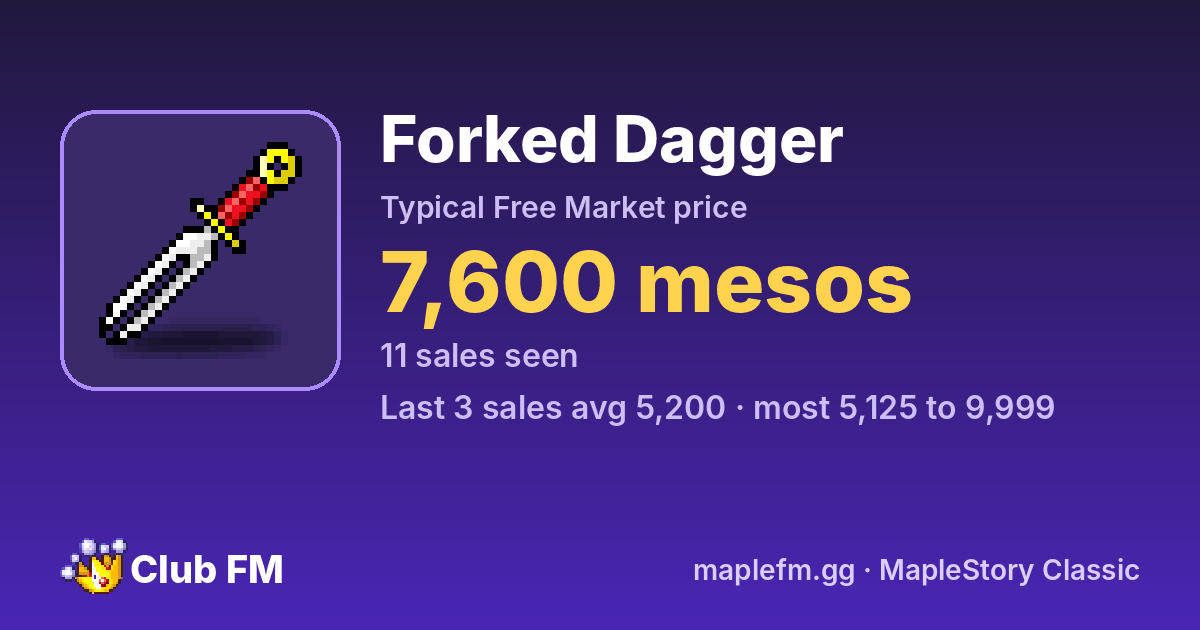 Forked Dagger
Typical Free Market price
7,600 mesos
11 sales seen
Last 3 sales avg 5,200 · most 5,125 to 9,999
Club FM
maplefm.gg · MapleStory Classic